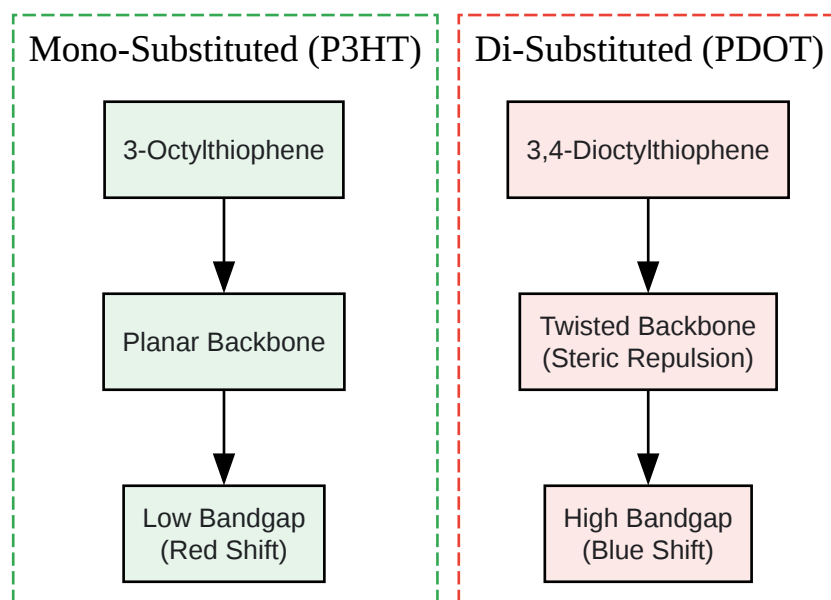 Mono-Substituted (P3HT)
3-Octylthiophene
Planar Backbone
Low Bandgap
(Red Shift)
Di-Substituted (PDOT)
3,4-Dioctylthiophene
Twisted Backbone
(Steric Repulsion)
High Bandgap
(Blue Shift)